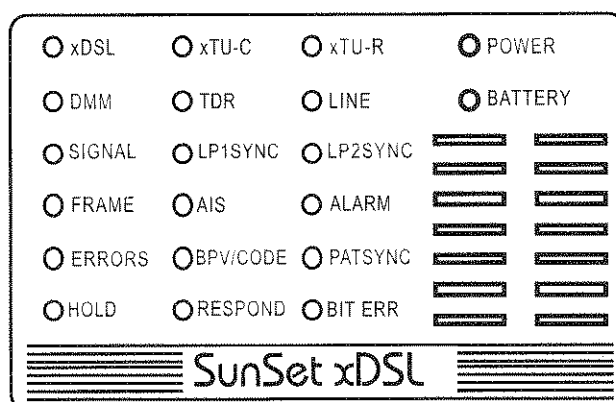 xDSL xTU-C xTU-R POWER
DMM TDR LINE BATTERY
SIGNAL LP1SYNC LP2SYNC
FRAME AIS ALARM
ERRORS BPV/CODE PATSYNC
HOLD RESPOND BIT ERR
SunSet xDSL